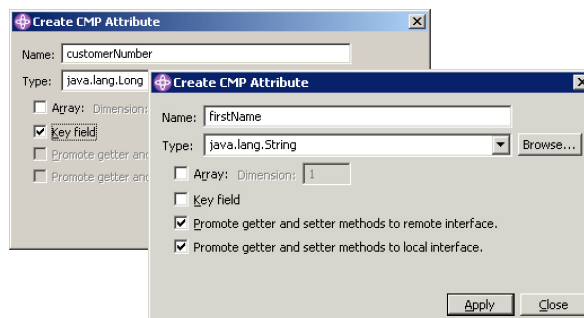 Create CMP Attribute
Name: customerNumber
Type: java.lang.Long
Array: Dimension:
Key field
Promote getter and
Promote getter and
Create CMP Attribute
Name: firstName
Type: java.lang.String Browse...
Array: Dimension: 1
Key field
Promote getter and setter methods to remote interface.
Promote getter and setter methods to local interface.
Apply Close